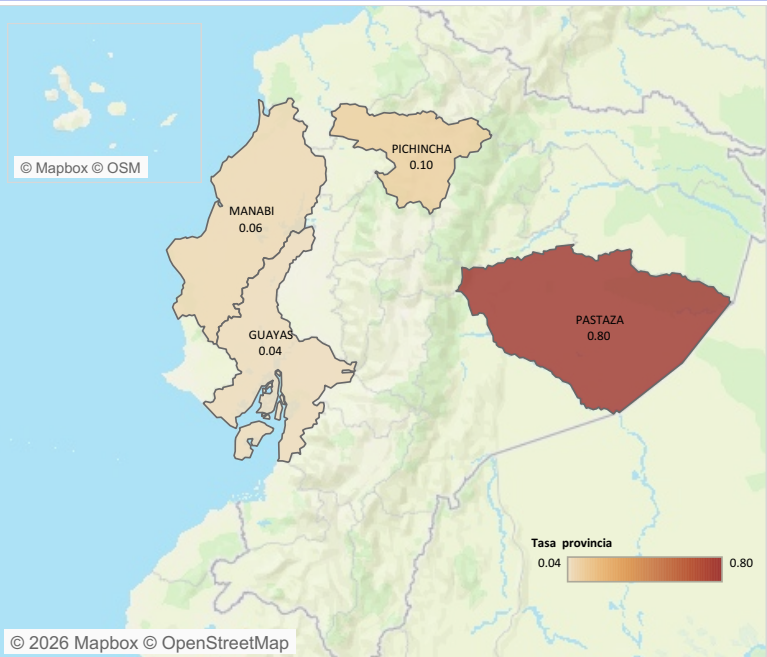 © Mapbox © OSM
PICHINCHA
0.10
MANABI
0.06
PASTAZA
0.80
GUAYAS
0.04
Tasa provincia
0.04 0.80
© 2026 Mapbox © OpenStreetMap